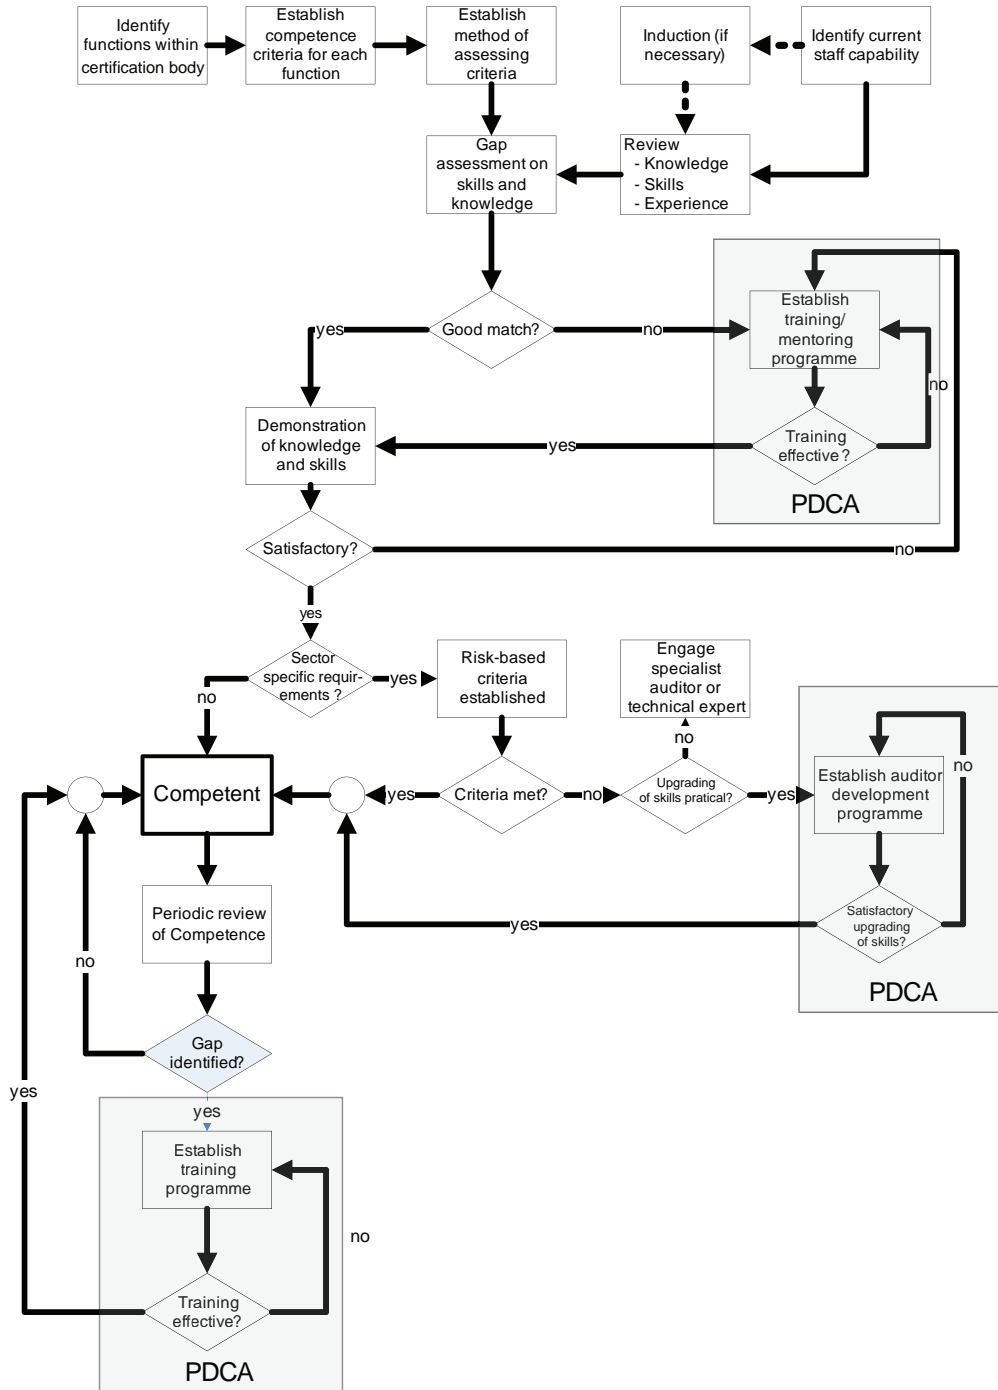 Identify
functions within
certification body
Establish
competence
criteria for each
function
Establish
method of
assessing
criteria
Induction (if
necessary)
Identify current
staff capability
Gap
assessment on
skills and
knowledge
Review
- Knowledge
- Skills
- Experience
Good match?
yes
no
Establish
training/
mentoring
programme
no
Training
effective ?
yes
PDCA
Demonstration
of knowledge
and skills
Satisfactory?
no
yes
Sector
specific requir-
ements ?
yes
no
Risk-based
criteria
established
Engage
specialist
auditor or
technical expert
no
Competent
yes
Criteria met?
no
Upgrading
of skills pratical?
yes
Establish auditor
development
programme
no
Satisfactory
upgrading
of skills?
yes
PDCA
Periodic review
of Competence
no
Gap
identified?
yes
yes
Establish
training
programme
no
Training
effective?
PDCA